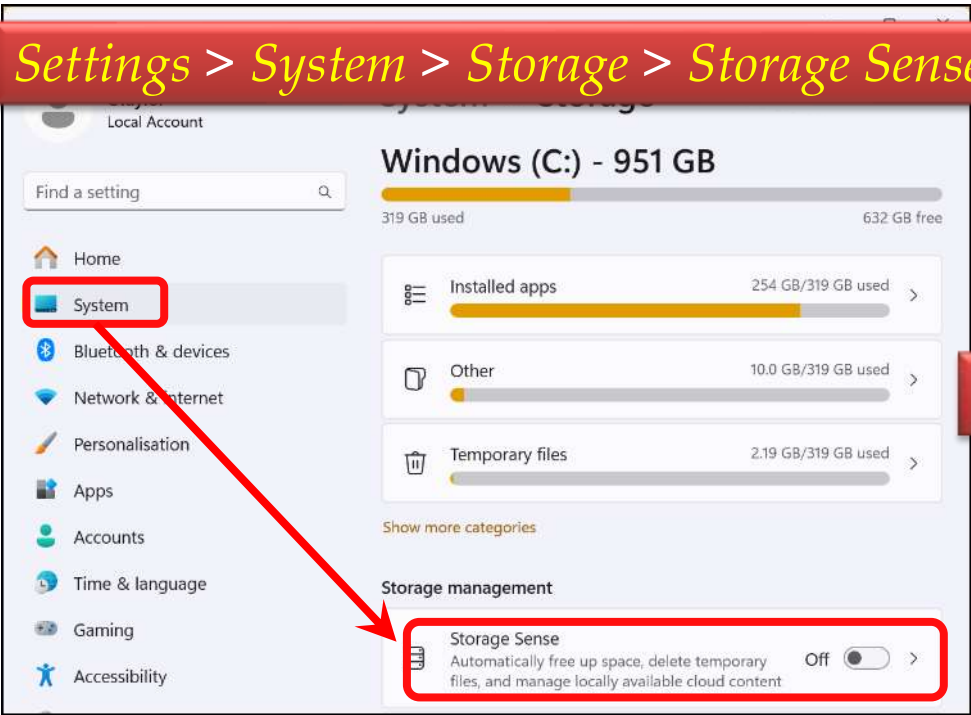 Settings > System > Storage > Storage Sense
Local Account
Find a setting
Home
System
Bluetooth & devices
Network & internet
Personalisation
Apps
Accounts
Time & language
Gaming
Accessibility
System Storage
Windows (C:) - 951 GB
319 GB used
632 GB free
Installed apps
254 GB/319 GB used
Other
10.0 GB/319 GB used
Temporary files
2.19 GB/319 GB used
Show more categories
Storage management
Storage Sense
Off
Automatically free up space, delete temporary
files, and manage locally available cloud content